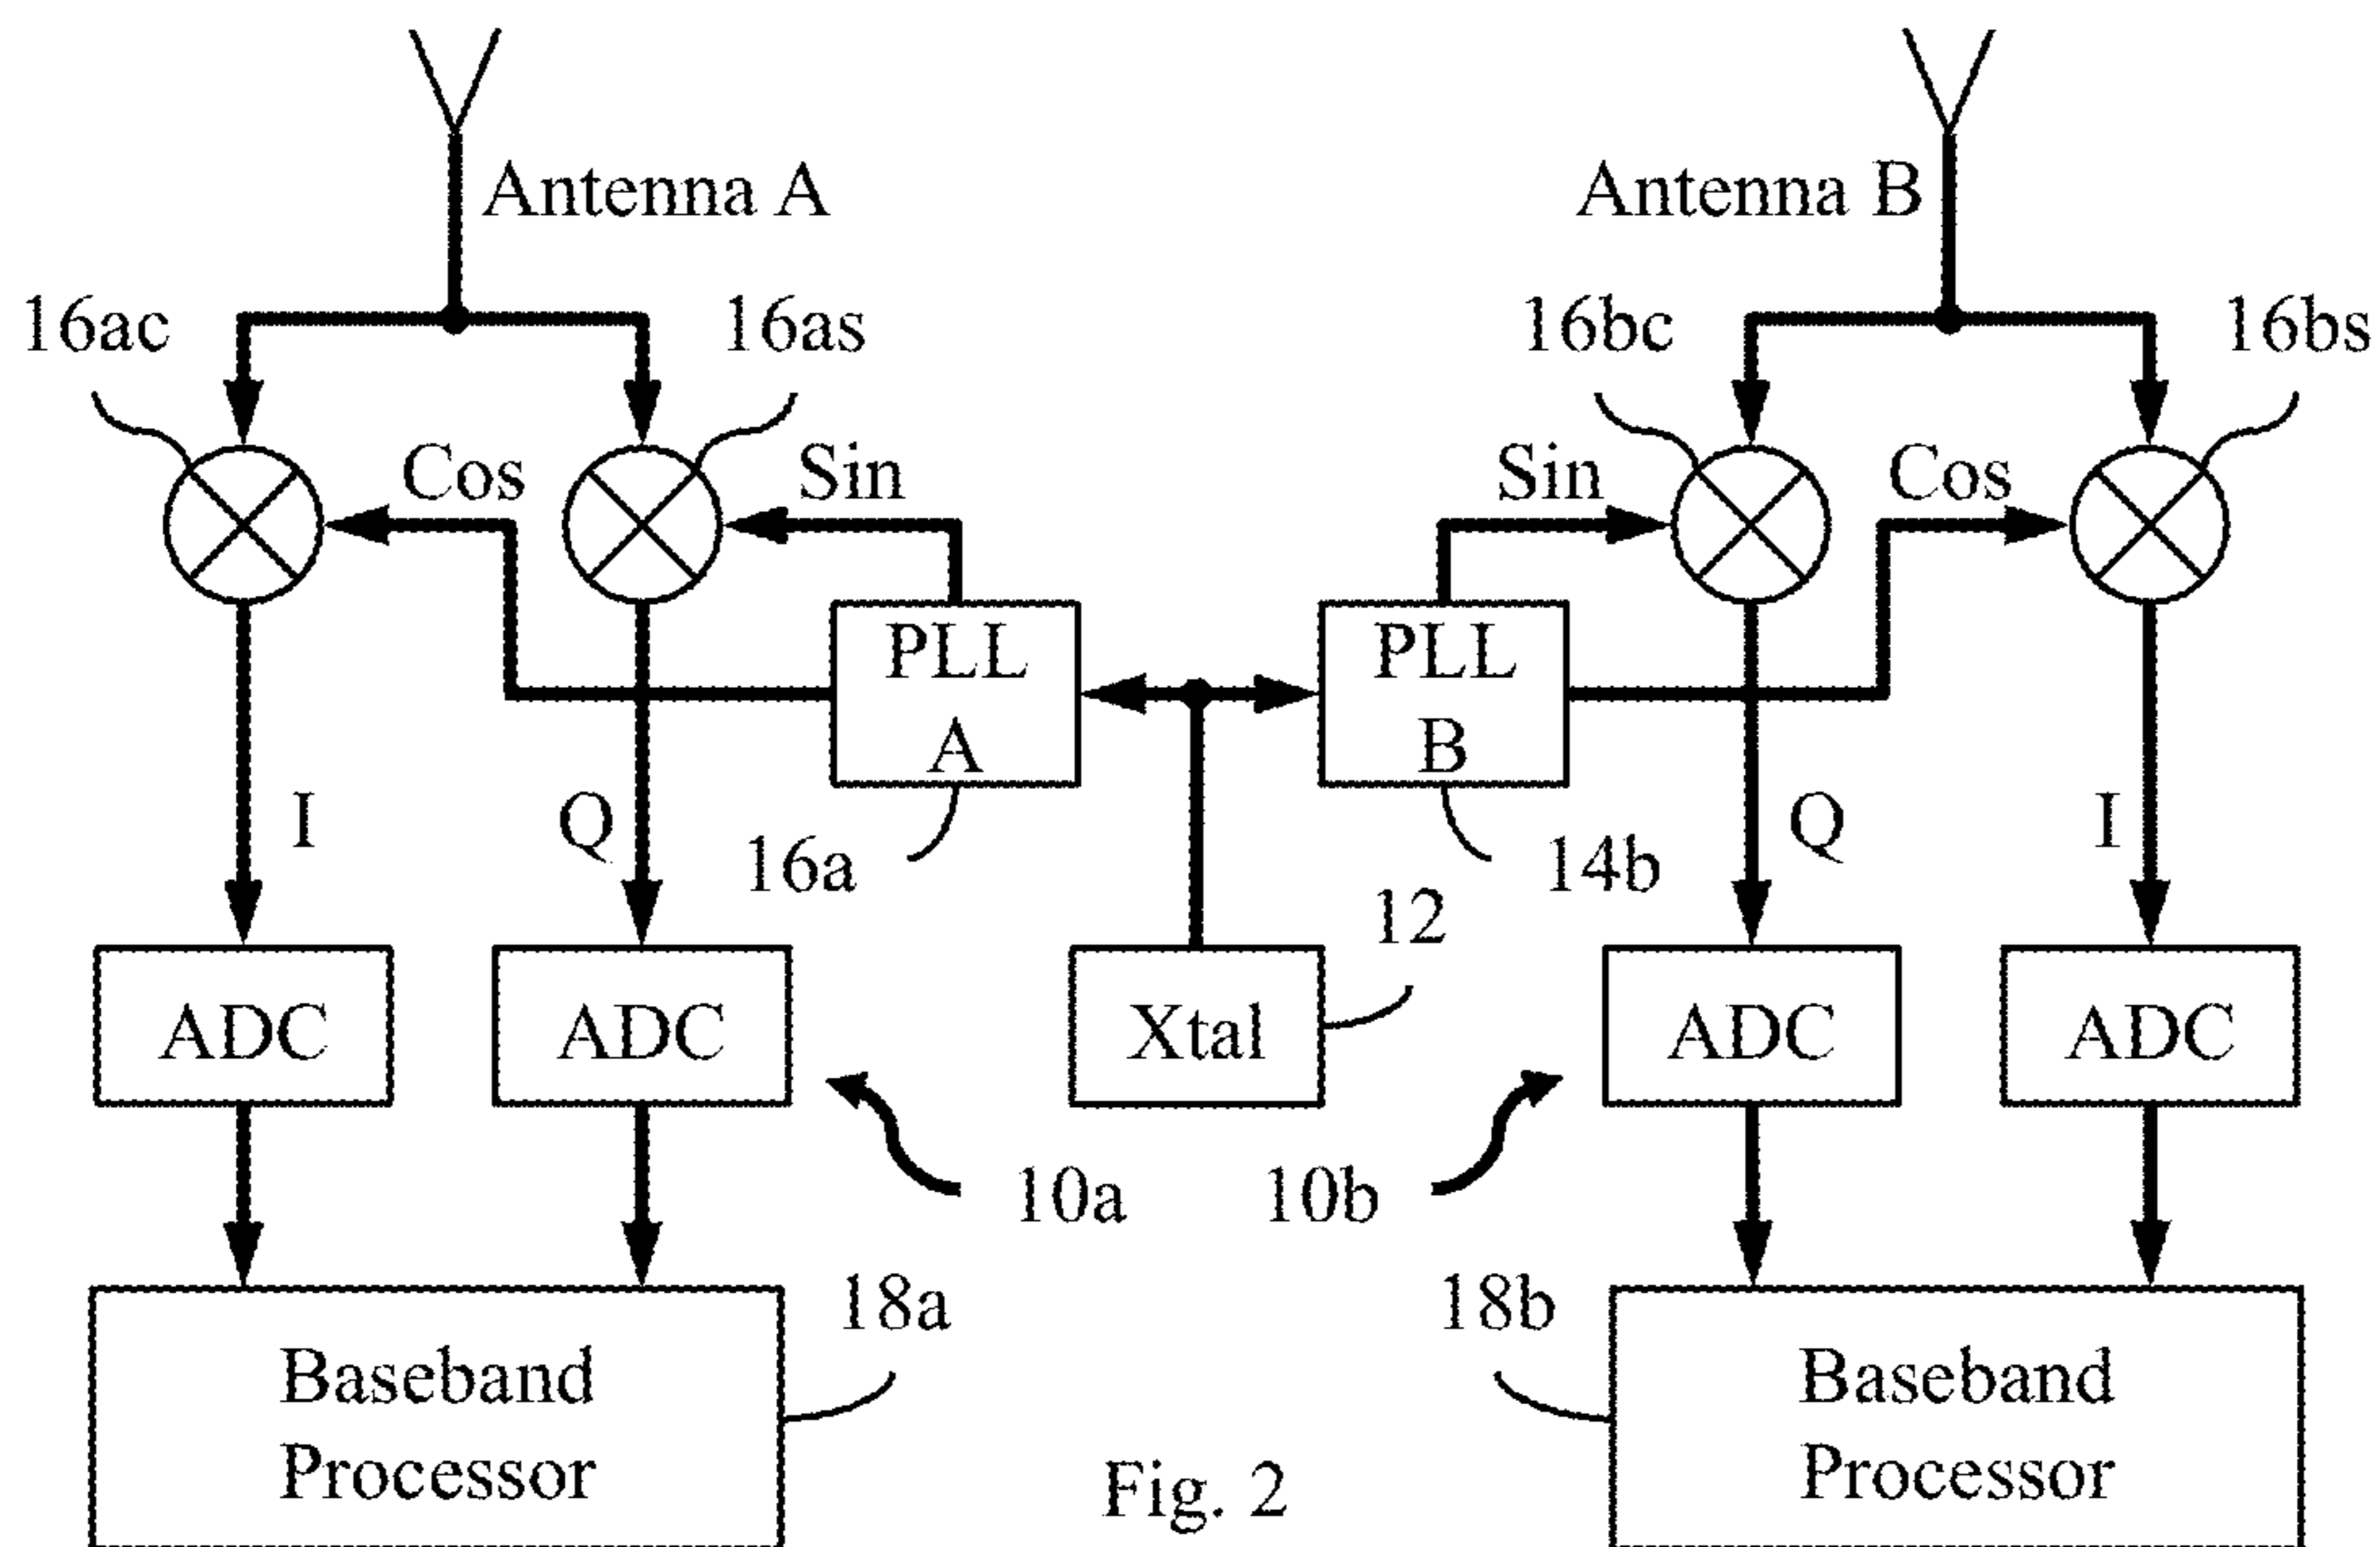 Antenna A
Antenna B
16ac
16as
16bc
16bs
Cos
Sin
Sin
Cos
PLL
A
PLL
B
I
Q
16a
14b
Q
I
12
ADC
ADC
Xtal
ADC
ADC
10a
10b
18a
18b
Baseband
Processor
Baseband
Processor
Fig. 2